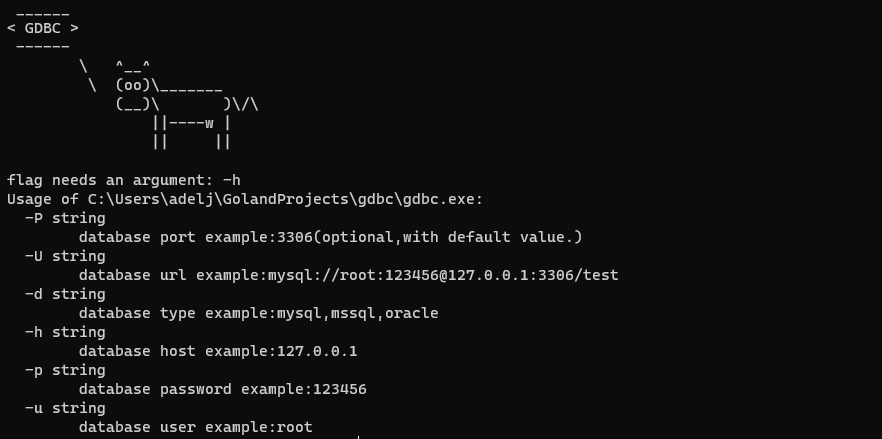 ______
< GDBC >
 ------
        \   ^__^
         \  (oo)\_______
            (__)\       )\/\
                ||----w |
                ||     ||

flag needs an argument: -h
Usage of C:\Users\adelj\GolandProjects\gdbc\gdbc.exe:
  -P string
        database port example:3306(optional,with default value.)
  -U string
        database url example:mysql://root:123456@127.0.0.1:3306/test
  -d string
        database type example:mysql,mssql,oracle
  -h string
        database host example:127.0.0.1
  -p string
        database password example:123456
  -u string
        database user example:root